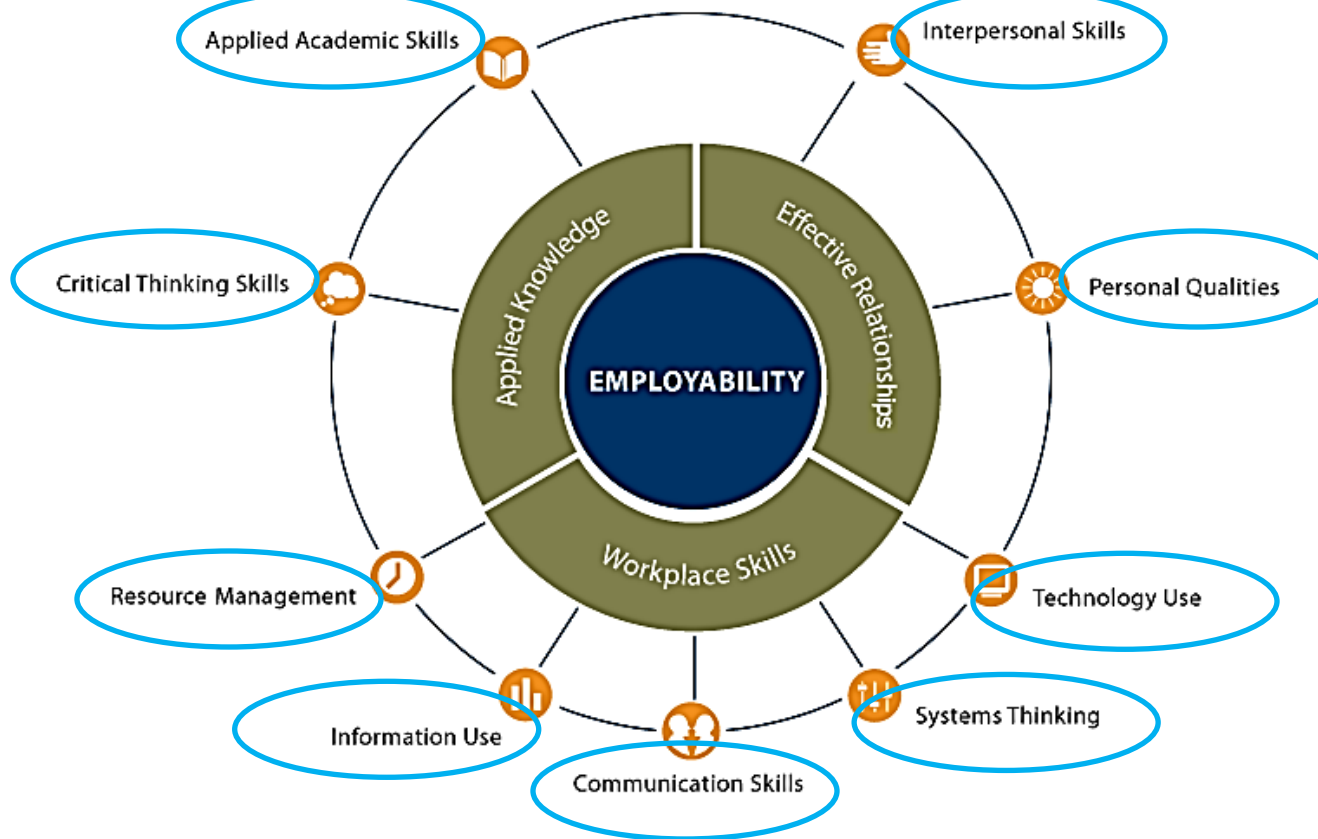 Applied Academic Skills
Interpersonal Skills
Critical Thinking Skills
Applied Knowledge
Effective Relationships
Personal Qualities
EMPLOYABILITY
Resource Management
Workplace Skills
Technology Use
Information Use
Systems Thinking
Communication Skills